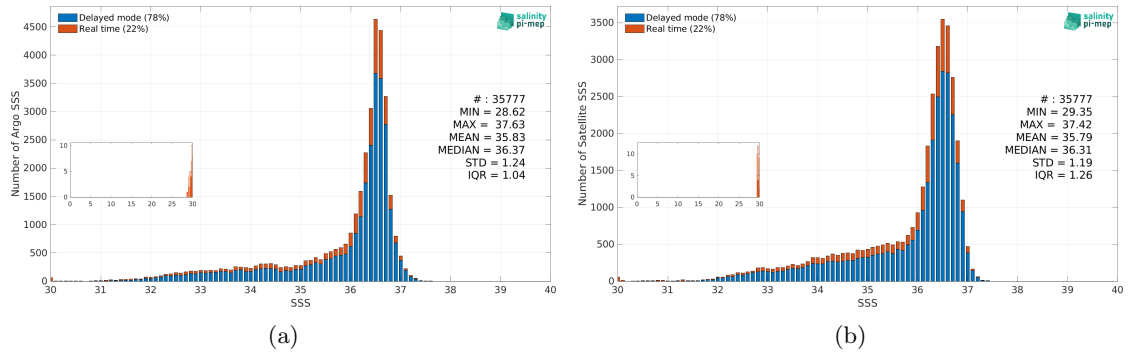 Delayed mode (78%)
Real time (22%)
salinity
pi-mep
4500
4000
3500
3000
2500
2000
1500
1000
500
0
Number of Argo SSS
# : 35777
MIN = 28.62
MAX = 37.63
MEAN = 35.83
MEDIAN = 36.37
STD = 1.24
IQR = 1.04
10
5
0
0 5 10 15 20 25 30
30 31 32 33 34 35 36 37 38 39 40
SSS
(a)
Delayed mode (78%)
Real time (22%)
salinity
pi-mep
3500
3000
2500
2000
1500
1000
500
0
Number of Satellite SSS
# : 35777
MIN = 29.35
MAX = 37.42
MEAN = 35.79
MEDIAN = 36.31
STD = 1.19
IQR = 1.26
10
5
0
0 5 10 15 20 25 30
30 31 32 33 34 35 36 37 38 39 40
SSS
(b)